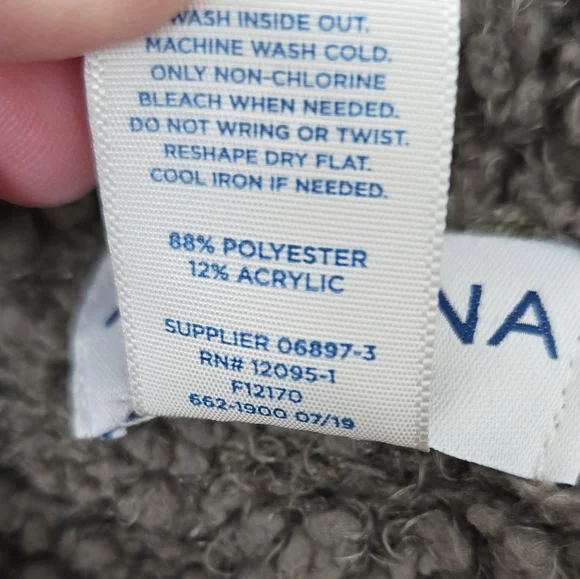 WASH INSIDE OUT.
MACHINE WASH COLD.
ONLY NON-CHLORINE
BLEACH WHEN NEEDED.
DO NOT WRING OR TWIST.
RESHAPE DRY FLAT.
COOL IRON IF NEEDED.
88% POLYESTER
12% ACRYLIC
SUPPLIER 06897-3
RN# 12095-1
F12170
662-1900 07/19
NA